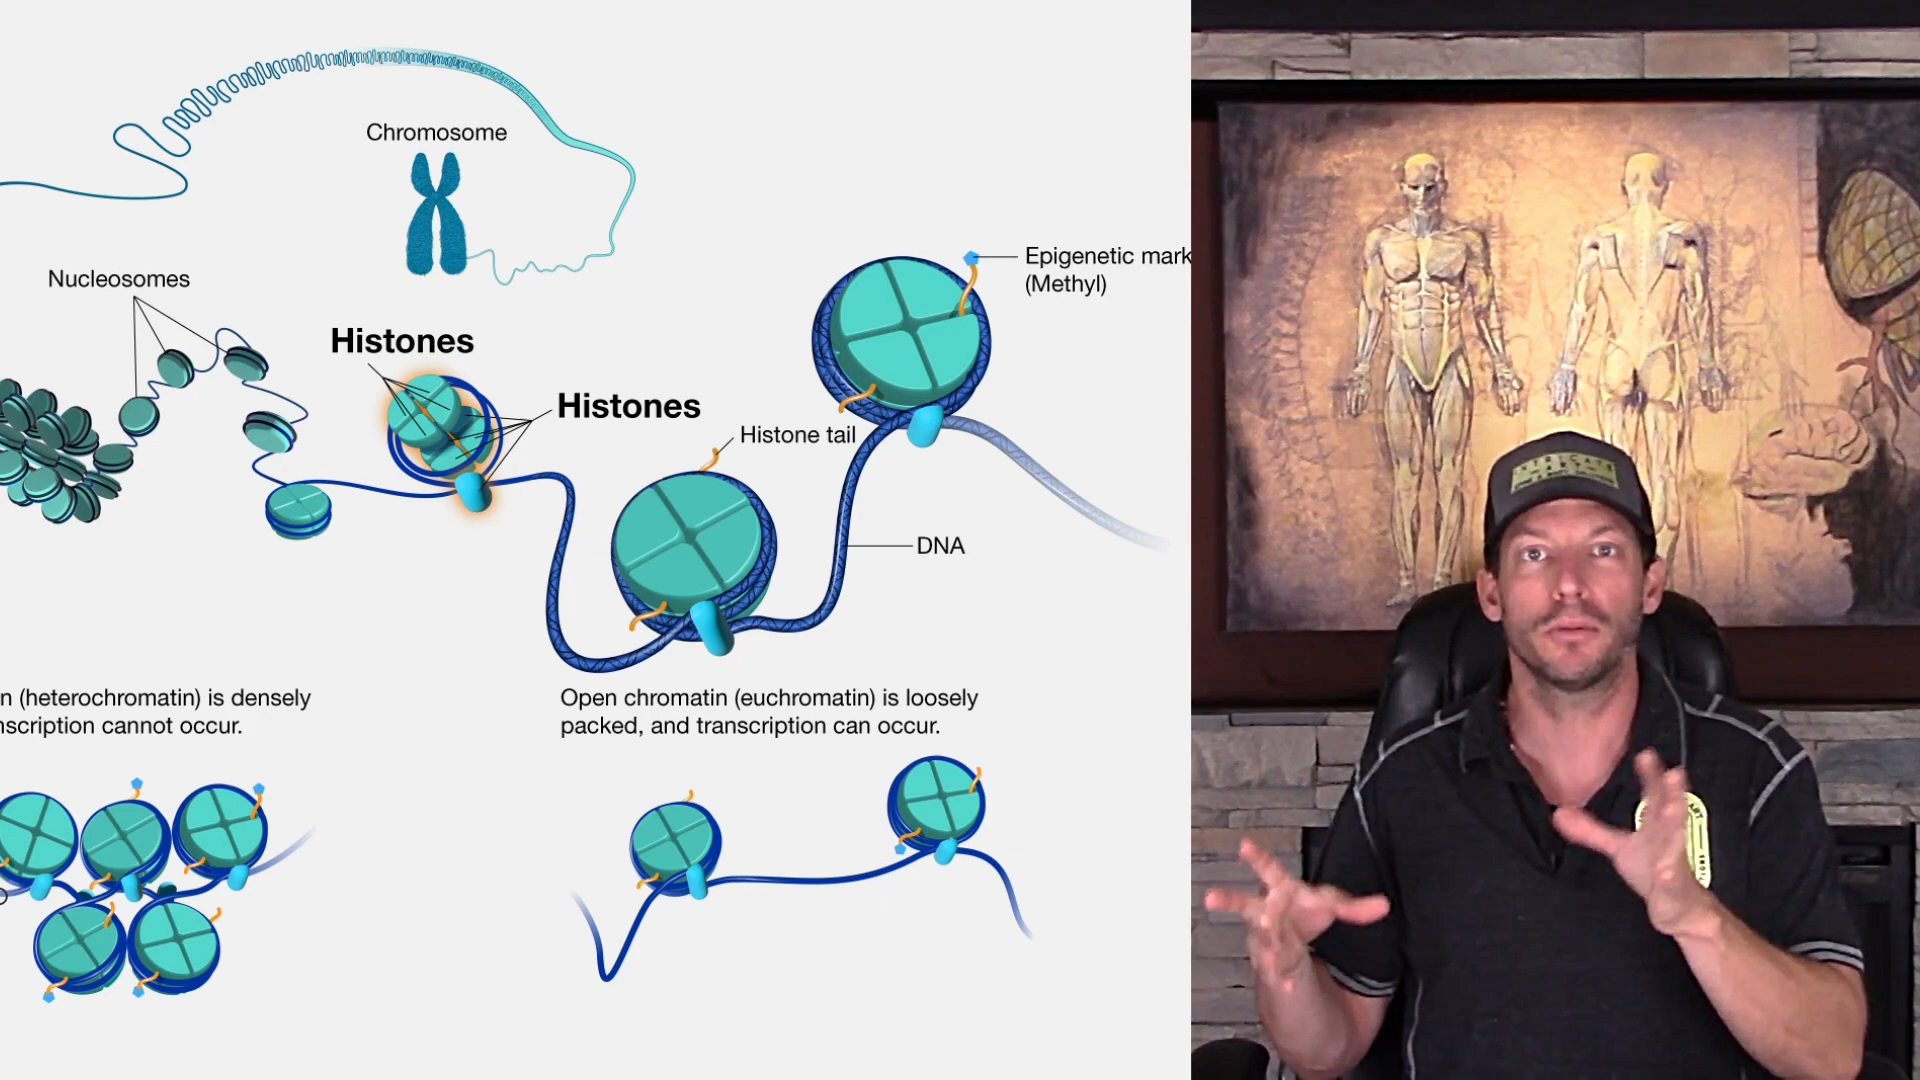 Chromosome
Epigenetic mark
(Methyl)
Nucleosomes
Histones
Histones
Histone tail
DNA
n (heterochromatin) is densely
nscription cannot occur.
Open chromatin (euchromatin) is loosely
packed, and transcription can occur.